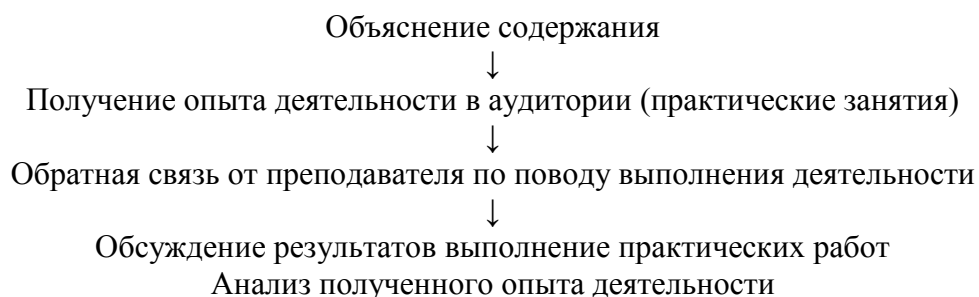 Объяснение содержания
↓
Получение опыта деятельности в аудитории (практические занятия)
↓
Обратная связь от преподавателя по поводу выполнения деятельности
↓
Обсуждение результатов выполнение практических работ
Анализ полученного опыта деятельности